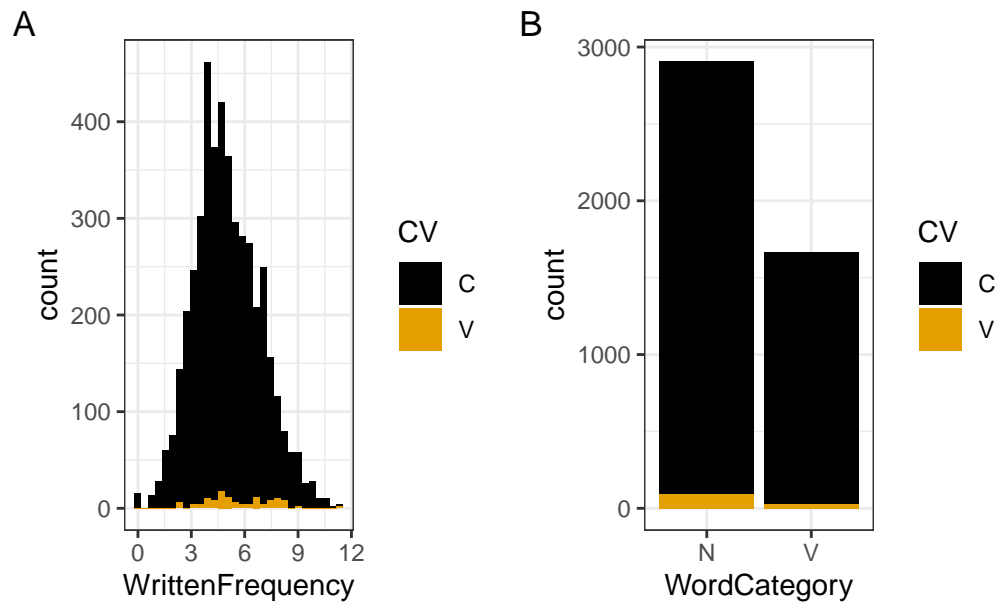 A
count
400
300
200
100
0
0 3 6 9 12
WrittenFrequency
CV
C
V
B
count
3000
2000
1000
0
N V
WordCategory
CV
C
V